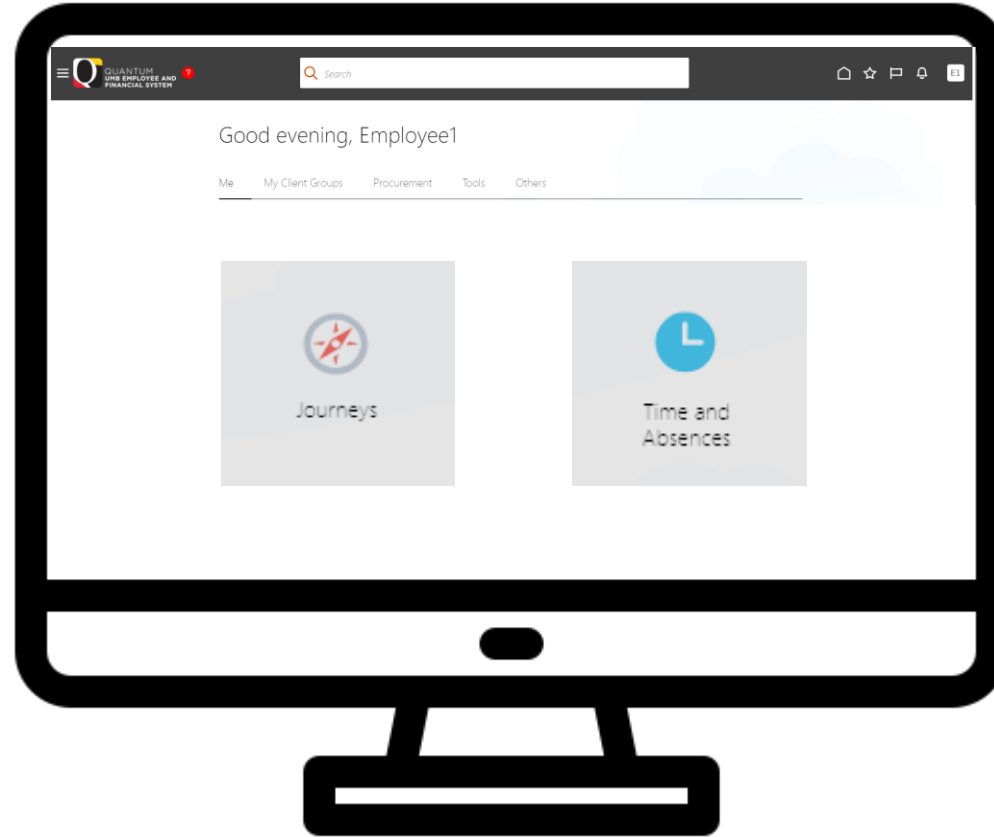 QUANTUM
UMB EMPLOYEE AND
FINANCIAL SYSTEM
?
Search
E1
Good evening, Employee1
Me My Client Groups Procurement Tools Others
Journeys
Time and
Absences